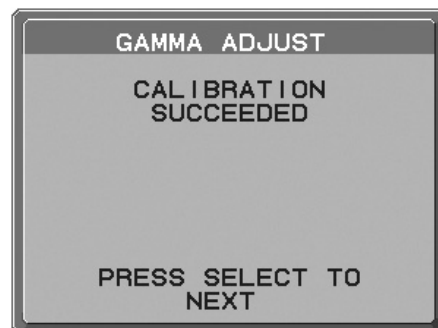 GAMMA ADJUST
CALIBRATION
SUCCEEDED
PRESS SELECT TO
NEXT